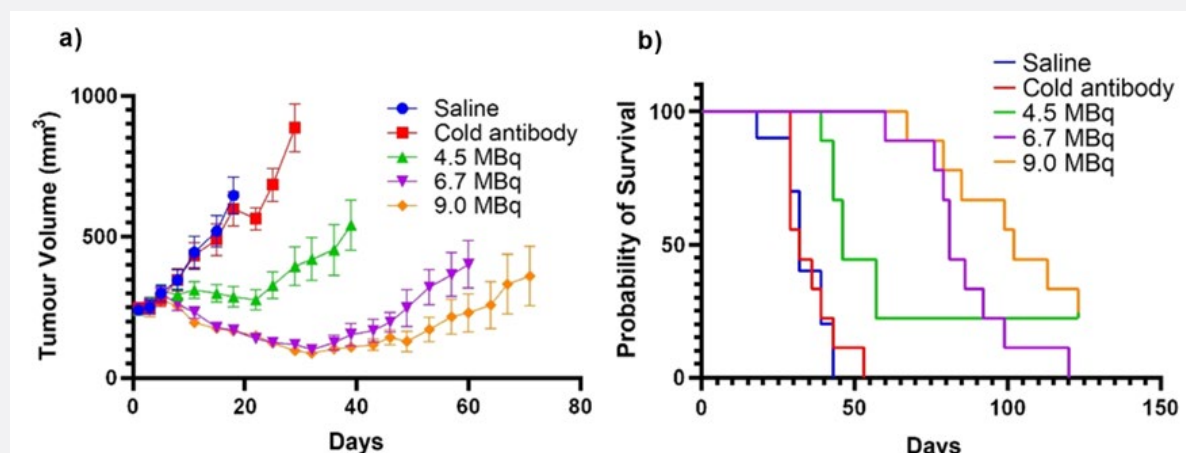 a)
Tumour Volume (mm³)
1000
500
0
0 20 40 60 80
Days
Saline
Cold antibody
4.5 MBq
6.7 MBq
9.0 MBq
b)
Probability of Survival
100
50
0
0 50 100 150
Days
Saline
Cold antibody
4.5 MBq
6.7 MBq
9.0 MBq